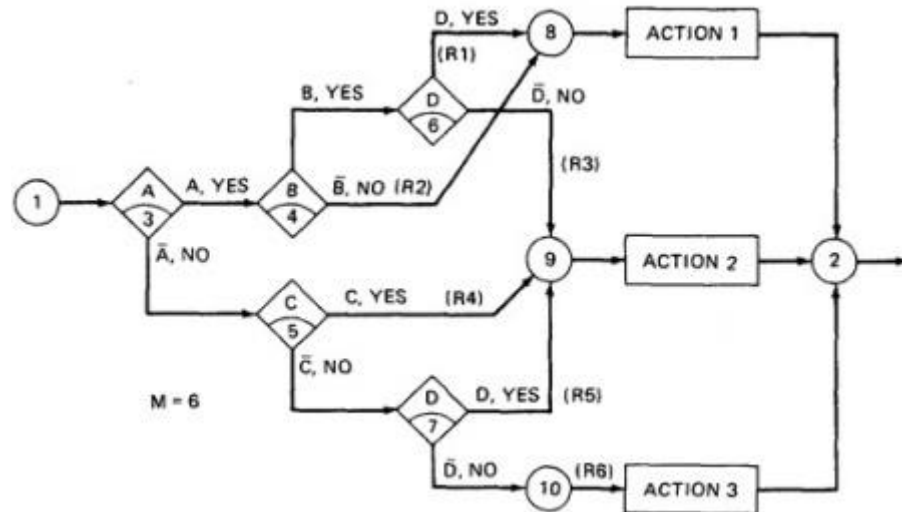 D, YES
8
ACTION 1
(R1)
B, YES
D
6
D̅, NO
A
3
A, YES
B
4
B̅, NO (R2)
(R3)
1
A̅, NO
9
ACTION 2
2
C
5
C, YES
(R4)
C̅, NO
M = 6
D
7
D, YES
(R5)
D̅, NO
10
(R6)
ACTION 3